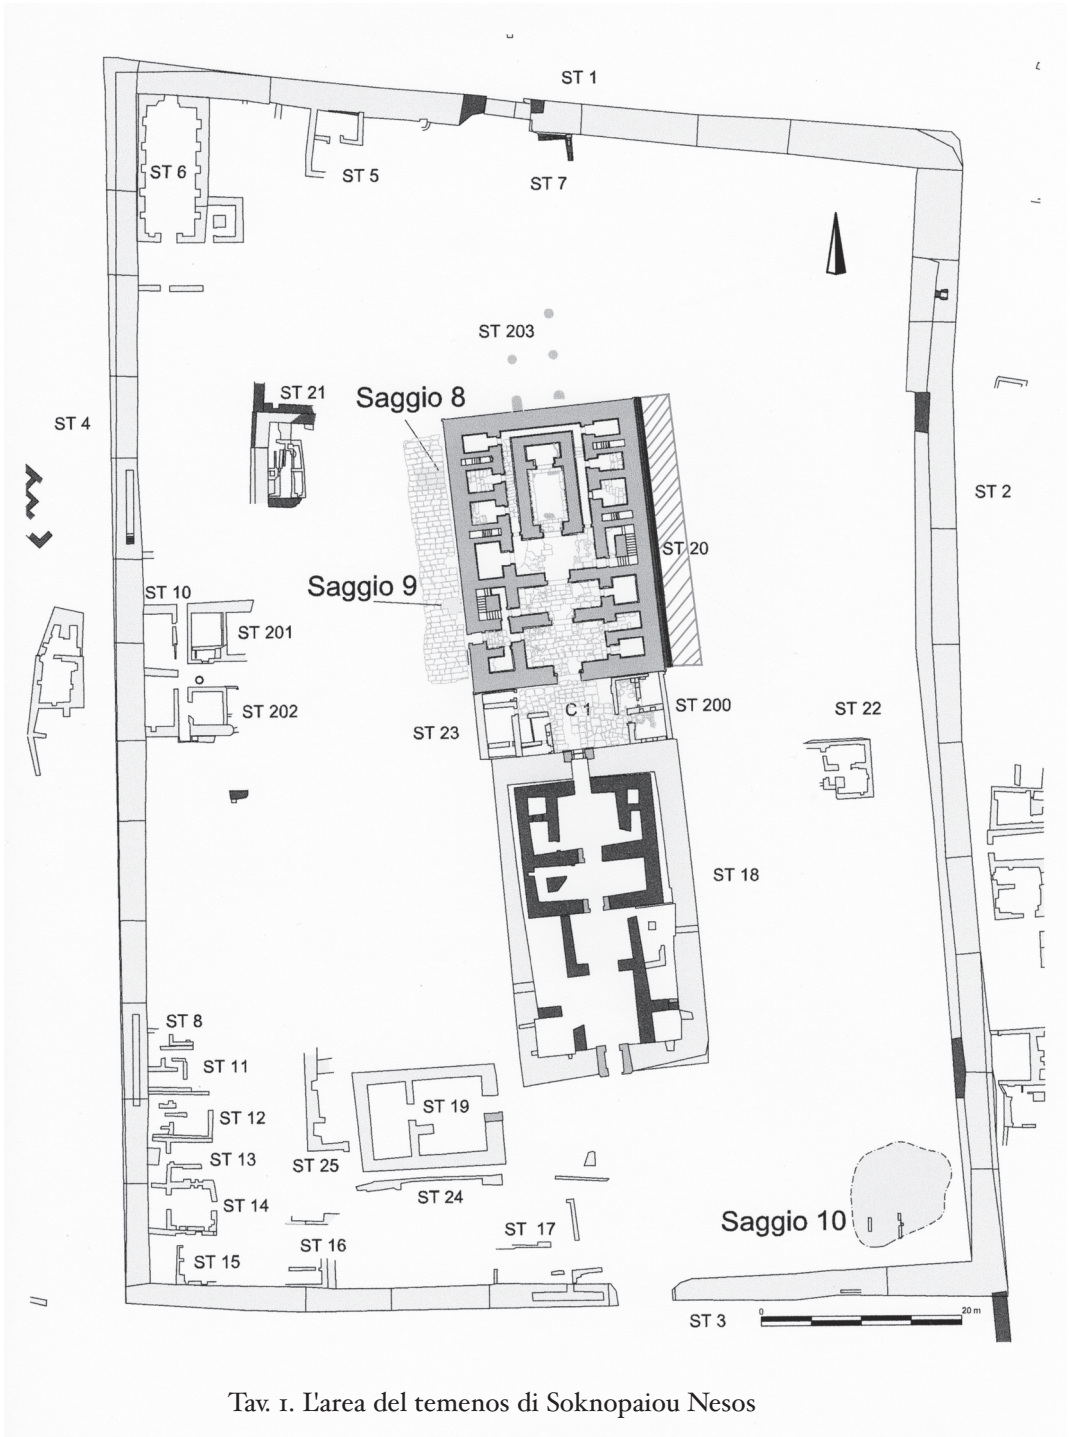 ST 1
ST 6
ST 5
ST 7
ST 203
ST 21
Saggio 8
ST 4
ST 2
ST 20
Saggio 9
ST 10
ST 201
ST 202
ST 23
C 1
ST 200
ST 22
ST 18
ST 8
ST 11
ST 12
ST 19
ST 13
ST 25
ST 24
ST 14
Saggio 10
ST 17
ST 16
ST 15
ST 3
0 20 m
Tav. 1. L'area del temenos di Soknopaiou Nesos